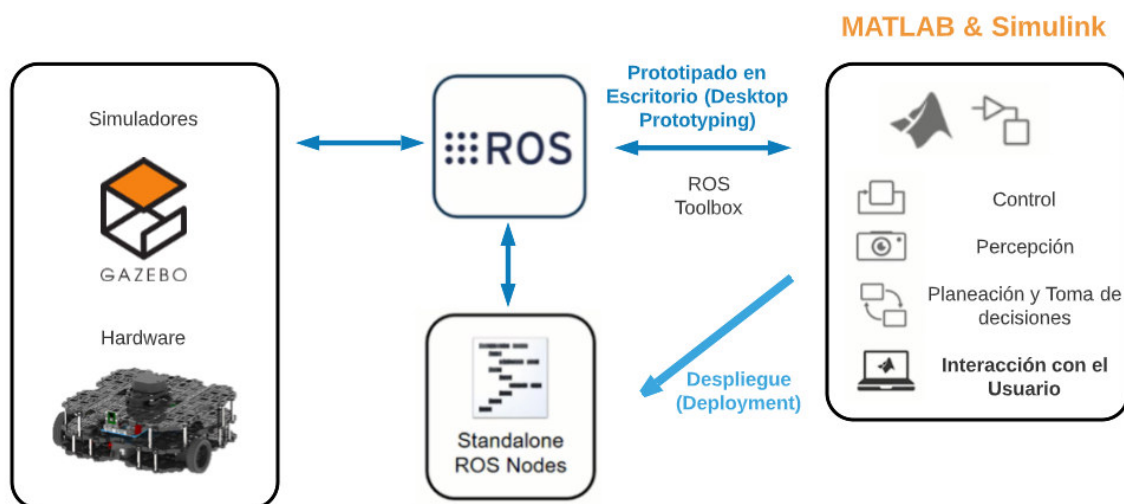 MATLAB & Simulink
Simuladores
GAZEBO
Hardware
ROS
Prototipado en
Escritorio (Desktop
Prototyping)
ROS
Toolbox
Standalone
ROS Nodes
Despliegue
(Deployment)
Control
Percepción
Planeación y Toma de
decisiones
Interacción con el
Usuario